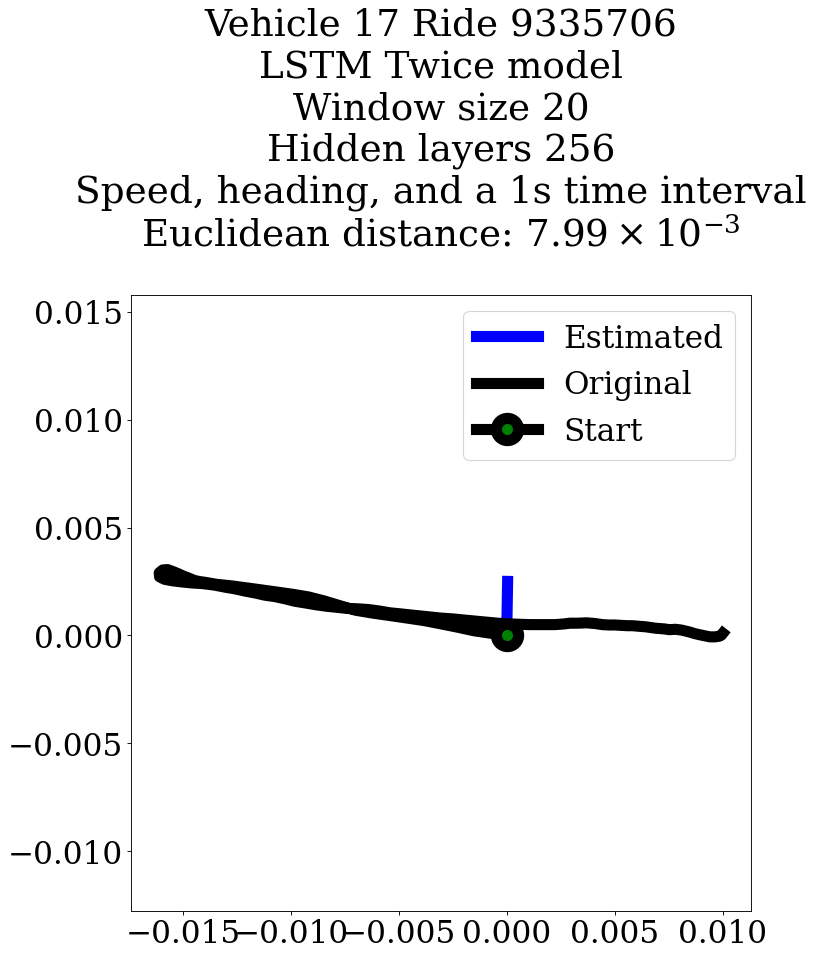 Vehicle 17 Ride 9335706
LSTM Twice model
Window size 20
Hidden layers 256
Speed, heading, and a 1s time interval
Euclidean distance: 7.99 × 10⁻³
Estimated
Original
Start
0.015
0.010
0.005
0.000
−0.005
−0.010
−0.015 −0.010 −0.005 0.000 0.005 0.010